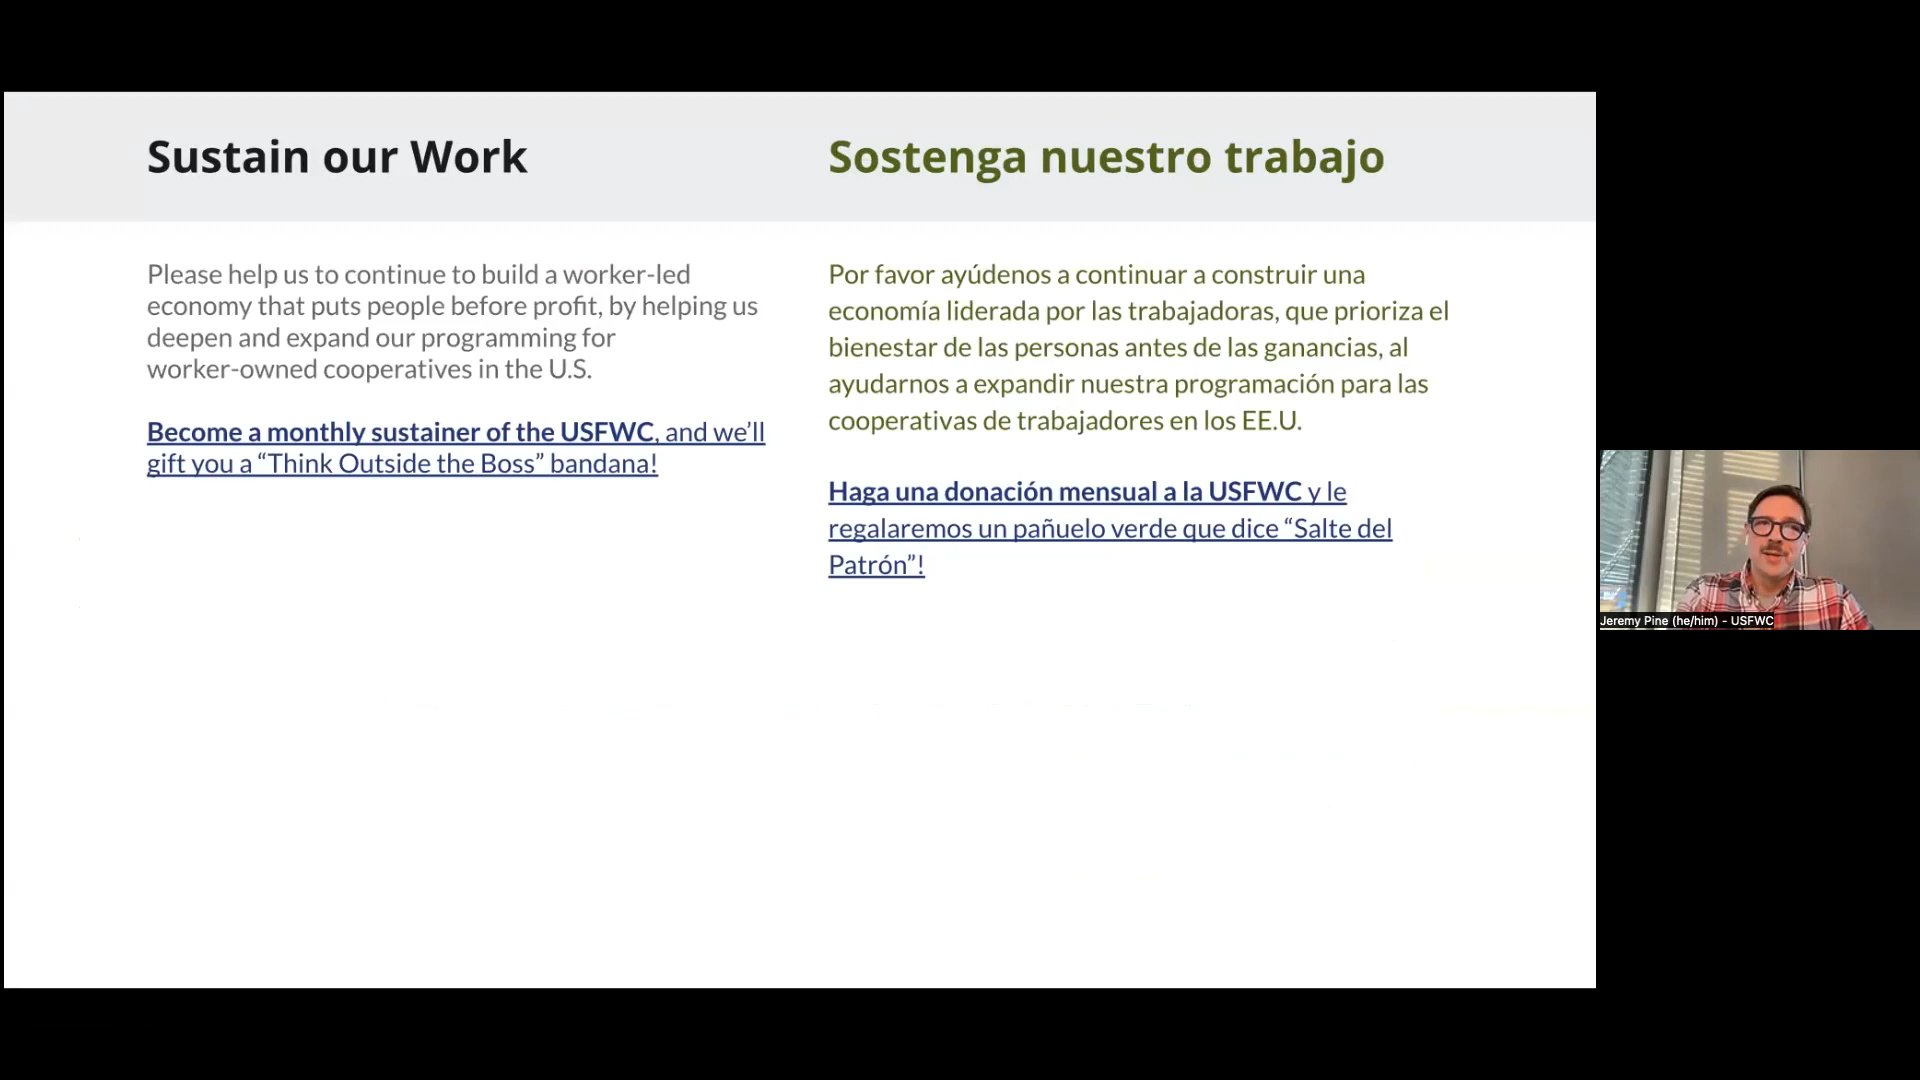 Sustain our Work
Please help us to continue to build a worker-led
economy that puts people before profit, by helping us
deepen and expand our programming for
worker-owned cooperatives in the U.S.
Become a monthly sustainer of the USFWC, and we’ll
gift you a “Think Outside the Boss” bandana!
Sostenga nuestro trabajo
Por favor ayúdenos a continuar a construir una
economía liderada por las trabajadoras, que prioriza el
bienestar de las personas antes de las ganancias, al
ayudarnos a expandir nuestra programación para las
cooperativas de trabajadores en los EE.U.
Haga una donación mensual a la USFWC y le
regalaremos un pañuelo verde que dice “Salte del
Patrón”!
Jeremy Pine (he/him) - USFWC